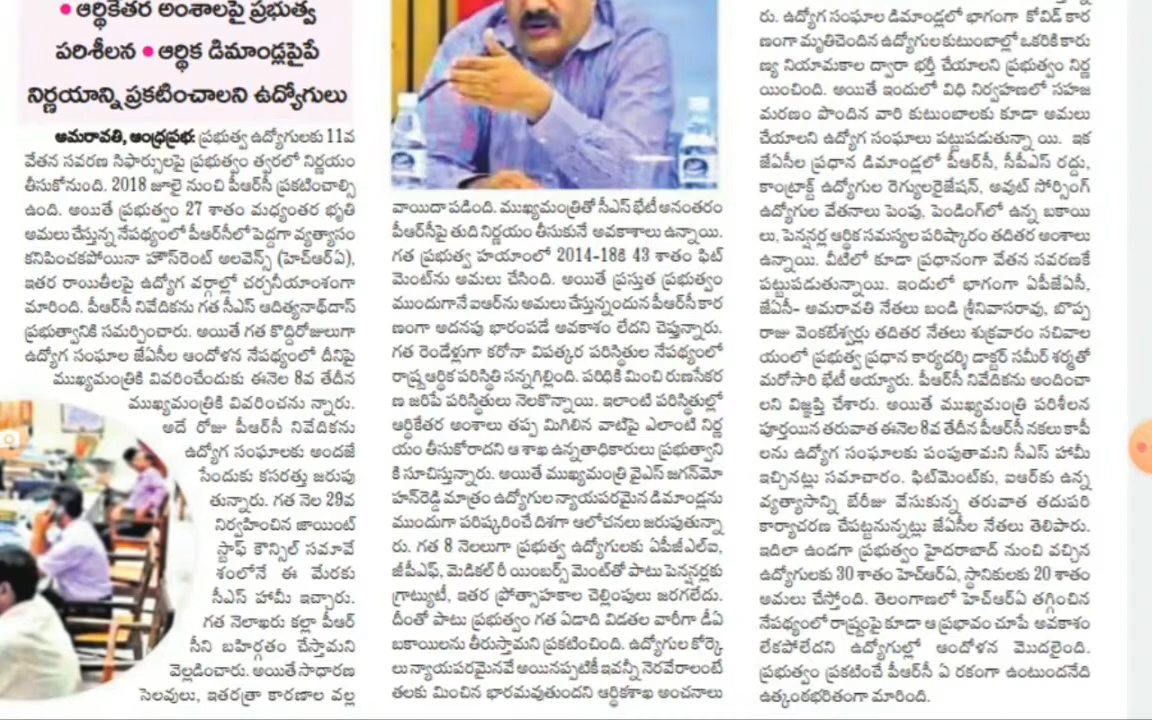 • ఆర్థికేతర అంశాలపై ప్రభుత్వ
పరిశీలన • ఆర్థిక డిమాండ్లపైపే
నిర్ణయాన్ని ప్రకటించాలని ఉద్యోగులు
అమరావతి, ఆంధ్రప్రభ: ప్రభుత్వ ఉద్యోగులకు 11వ
వేతన సవరణ సిఫార్సులపై ప్రభుత్వం త్వరలో నిర్ణయం
తీసుకోనుంది. 2018 జూలై నుంచి పీఆర్‌సీ ప్రకటించాల్సి
ఉంది. అయితే ప్రభుత్వం 27 శాతం మధ్యంతర భృతి
అమలు చేస్తున్న నేపథ్యంలో పీఆర్‌సీలో పెద్దగా వ్యత్యాసం
కనిపించకపోయినా హౌస్‌రెంట్ అలవెన్స్ (హెచ్‌ఆర్‌ఏ),
ఇతర రాయితీలపై ఉద్యోగ వర్గాల్లో చర్చనీయాంశంగా
మారింది. పీఆర్‌సీ నివేదికను గత సీఎస్ ఆదిత్యనాథ్‌దాస్
ప్రభుత్వానికి సమర్పించారు. అయితే గత కొద్దిరోజులుగా
ఉద్యోగ సంఘాల జేఏసీల ఆందోళన నేపథ్యంలో దీనిపై
ముఖ్యమంత్రికి వివరించేందుకు ఈనెల 8వ తేదీన
ముఖ్యమంత్రికి వివరించను న్నారు.
అదే రోజు పీఆర్‌సీ నివేదికను
ఉద్యోగ సంఘాలకు అందజే
సేందుకు కసరత్తు జరుపు
తున్నారు. గత నెల 29వ
నిర్వహించిన జాయింట్
స్టాఫ్ కౌన్సిల్ సమావే
శంలోనే ఈ మేరకు
సీఎస్ హామీ ఇచ్చారు.
గత నెలాఖరు కల్లా పీఆర్
సీని బహిర్గతం చేస్తామని
వెల్లడించారు. అయితే సాధారణ
సెలవులు, ఇతరత్రా కారణాల వల్ల
వాయిదా పడింది. ముఖ్యమంత్రితో సీఎస్ భేటీ అనంతరం
పీఆర్‌సీపై తుది నిర్ణయం తీసుకునే అవకాశాలు ఉన్నాయి.
గత ప్రభుత్వ హయాంలో 2014-18కి 43 శాతం ఫిట్
మెంట్‌ను అమలు చేసింది. అయితే ప్రస్తుత ప్రభుత్వం
ముందుగానే ఐఆర్‌ను అమలు చేస్తున్నందున పీఆర్‌సీ కార
ణంగా అదనపు భారంపడే అవకాశం లేదని చెప్తున్నారు.
గత రెండేళ్లుగా కరోనా విపత్కర పరిస్థితుల నేపథ్యంలో
రాష్ట్ర ఆర్థిక పరిస్థితి సన్నగిల్లింది. పరిధికి మించి రుణసేకర
ణ జరిపే పరిస్థితులు నెలకొన్నాయి. ఇలాంటి పరిస్థితుల్లో
ఆర్థికేతర అంశాలు తప్ప మిగిలిన వాటిపై ఎలాంటి నిర్ణ
యం తీసుకోరాదని ఆ శాఖ ఉన్నతాధికారులు ప్రభుత్వాని
కి సూచిస్తున్నారు. అయితే ముఖ్యమంత్రి వైఎస్ జగన్‌మో
హన్‌రెడ్డి మాత్రం ఉద్యోగుల న్యాయపరమైన డిమాండ్లను
ముందుగా పరిష్కరించే దిశగా ఆలోచనలు జరుపుతున్నా
రు. గత 8 నెలలుగా ప్రభుత్వ ఉద్యోగులకు ఏపీజీఎల్‌ఐ,
జీపీఎఫ్, మెడికల్ రీ యింబర్స్ మెంట్‌తో పాటు పెన్షనర్లకు
గ్రాట్యుటీ, ఇతర ప్రోత్సాహకాల చెల్లింపులు జరగలేదు.
దీంతో పాటు ప్రభుత్వం గత ఏడాది విడతల వారీగా డీఏ
బకాయిలను తీరుస్తామని ప్రకటించింది. ఉద్యోగుల కోర్కె
లు న్యాయపరమైనవే అయినప్పటికీ ఇవన్నీ నెరవేరాలంటే
తలకు మించిన భారమవుతుందని ఆర్థికశాఖ అంచనాలు
రు. ఉద్యోగ సంఘాల డిమాండ్లలో భాగంగా కోవిడ్ కార
ణంగా మృతిచెందిన ఉద్యోగుల కుటుంబాల్లో ఒకరికి కారు
ణ్య నియామకాల ద్వారా భర్తీ చేయాలని ప్రభుత్వం నిర్ణ
యించింది. అయితే ఇందులో విధి నిర్వహణలో సహజ
మరణం పొందిన వారి కుటుంబాలకు కూడా అమలు
చేయాలని ఉద్యోగ సంఘాలు పట్టుపడుతున్నా యి. ఇక
జేఏసీల ప్రధాన డిమాండ్లలో పీఆర్‌సీ, సీపీఎస్ రద్దు,
కాంట్రాక్ట్ ఉద్యోగుల రెగ్యులరైజేషన్, అవుట్ సోర్సింగ్
ఉద్యోగుల వేతనాలు పెంపు, పెండింగ్‌లో ఉన్న బకాయి
లు, పెన్షనర్ల ఆర్థిక సమస్యల పరిష్కారం తదితర అంశాలు
ఉన్నాయి. వీటిలో కూడా ప్రధానంగా వేతన సవరణకే
పట్టుపడుతున్నాయి. ఇందులో భాగంగా ఏపీజేఏసీ,
జేఏసీ- అమరావతి నేతలు బండి శ్రీనివాసరావు, బొప్ప
రాజు వెంకటేశ్వర్లు తదితర నేతలు శుక్రవారం సచివాల
యంలో ప్రభుత్వ ప్రధాన కార్యదర్శి డాక్టర్ సమీర్ శర్మతో
మరోసారి భేటీ అయ్యారు. పీఆర్‌సీ నివేదికను అందించా
లని విజ్ఞప్తి చేశారు. అయితే ముఖ్యమంత్రి పరిశీలన
పూర్తయిన తరువాత ఈనెల 8వ తేదీన పీఆర్‌సీ నకలు కాపీ
లను ఉద్యోగ సంఘాలకు పంపుతామని సీఎస్ హామీ
ఇచ్చినట్లు సమాచారం. ఫిట్‌మెంట్‌కు, ఐఆర్‌కు ఉన్న
వ్యత్యాసాన్ని బేరీజు వేసుకున్న తరువాత తదుపరి
కార్యాచరణ చేపట్టనున్నట్లు జేఏసీల నేతలు తెలిపారు.
ఇదిలా ఉండగా ప్రభుత్వం హైదరాబాద్ నుంచి వచ్చిన
ఉద్యోగులకు 30 శాతం హెచ్‌ఆర్‌ఏ, స్థానికులకు 20 శాతం
అమలు చేస్తోంది. తెలంగాణలో హెచ్‌ఆర్‌ఏ తగ్గించిన
నేపథ్యంలో రాష్ట్రంపై కూడా ఆ ప్రభావం చూపే అవకాశం
లేకపోలేదని ఉద్యోగుల్లో ఆందోళన మొదలైంది.
ప్రభుత్వం ప్రకటించే పీఆర్‌సీ ఏ రకంగా ఉంటుందనేది
ఉత్కంఠభరితంగా మారింది.